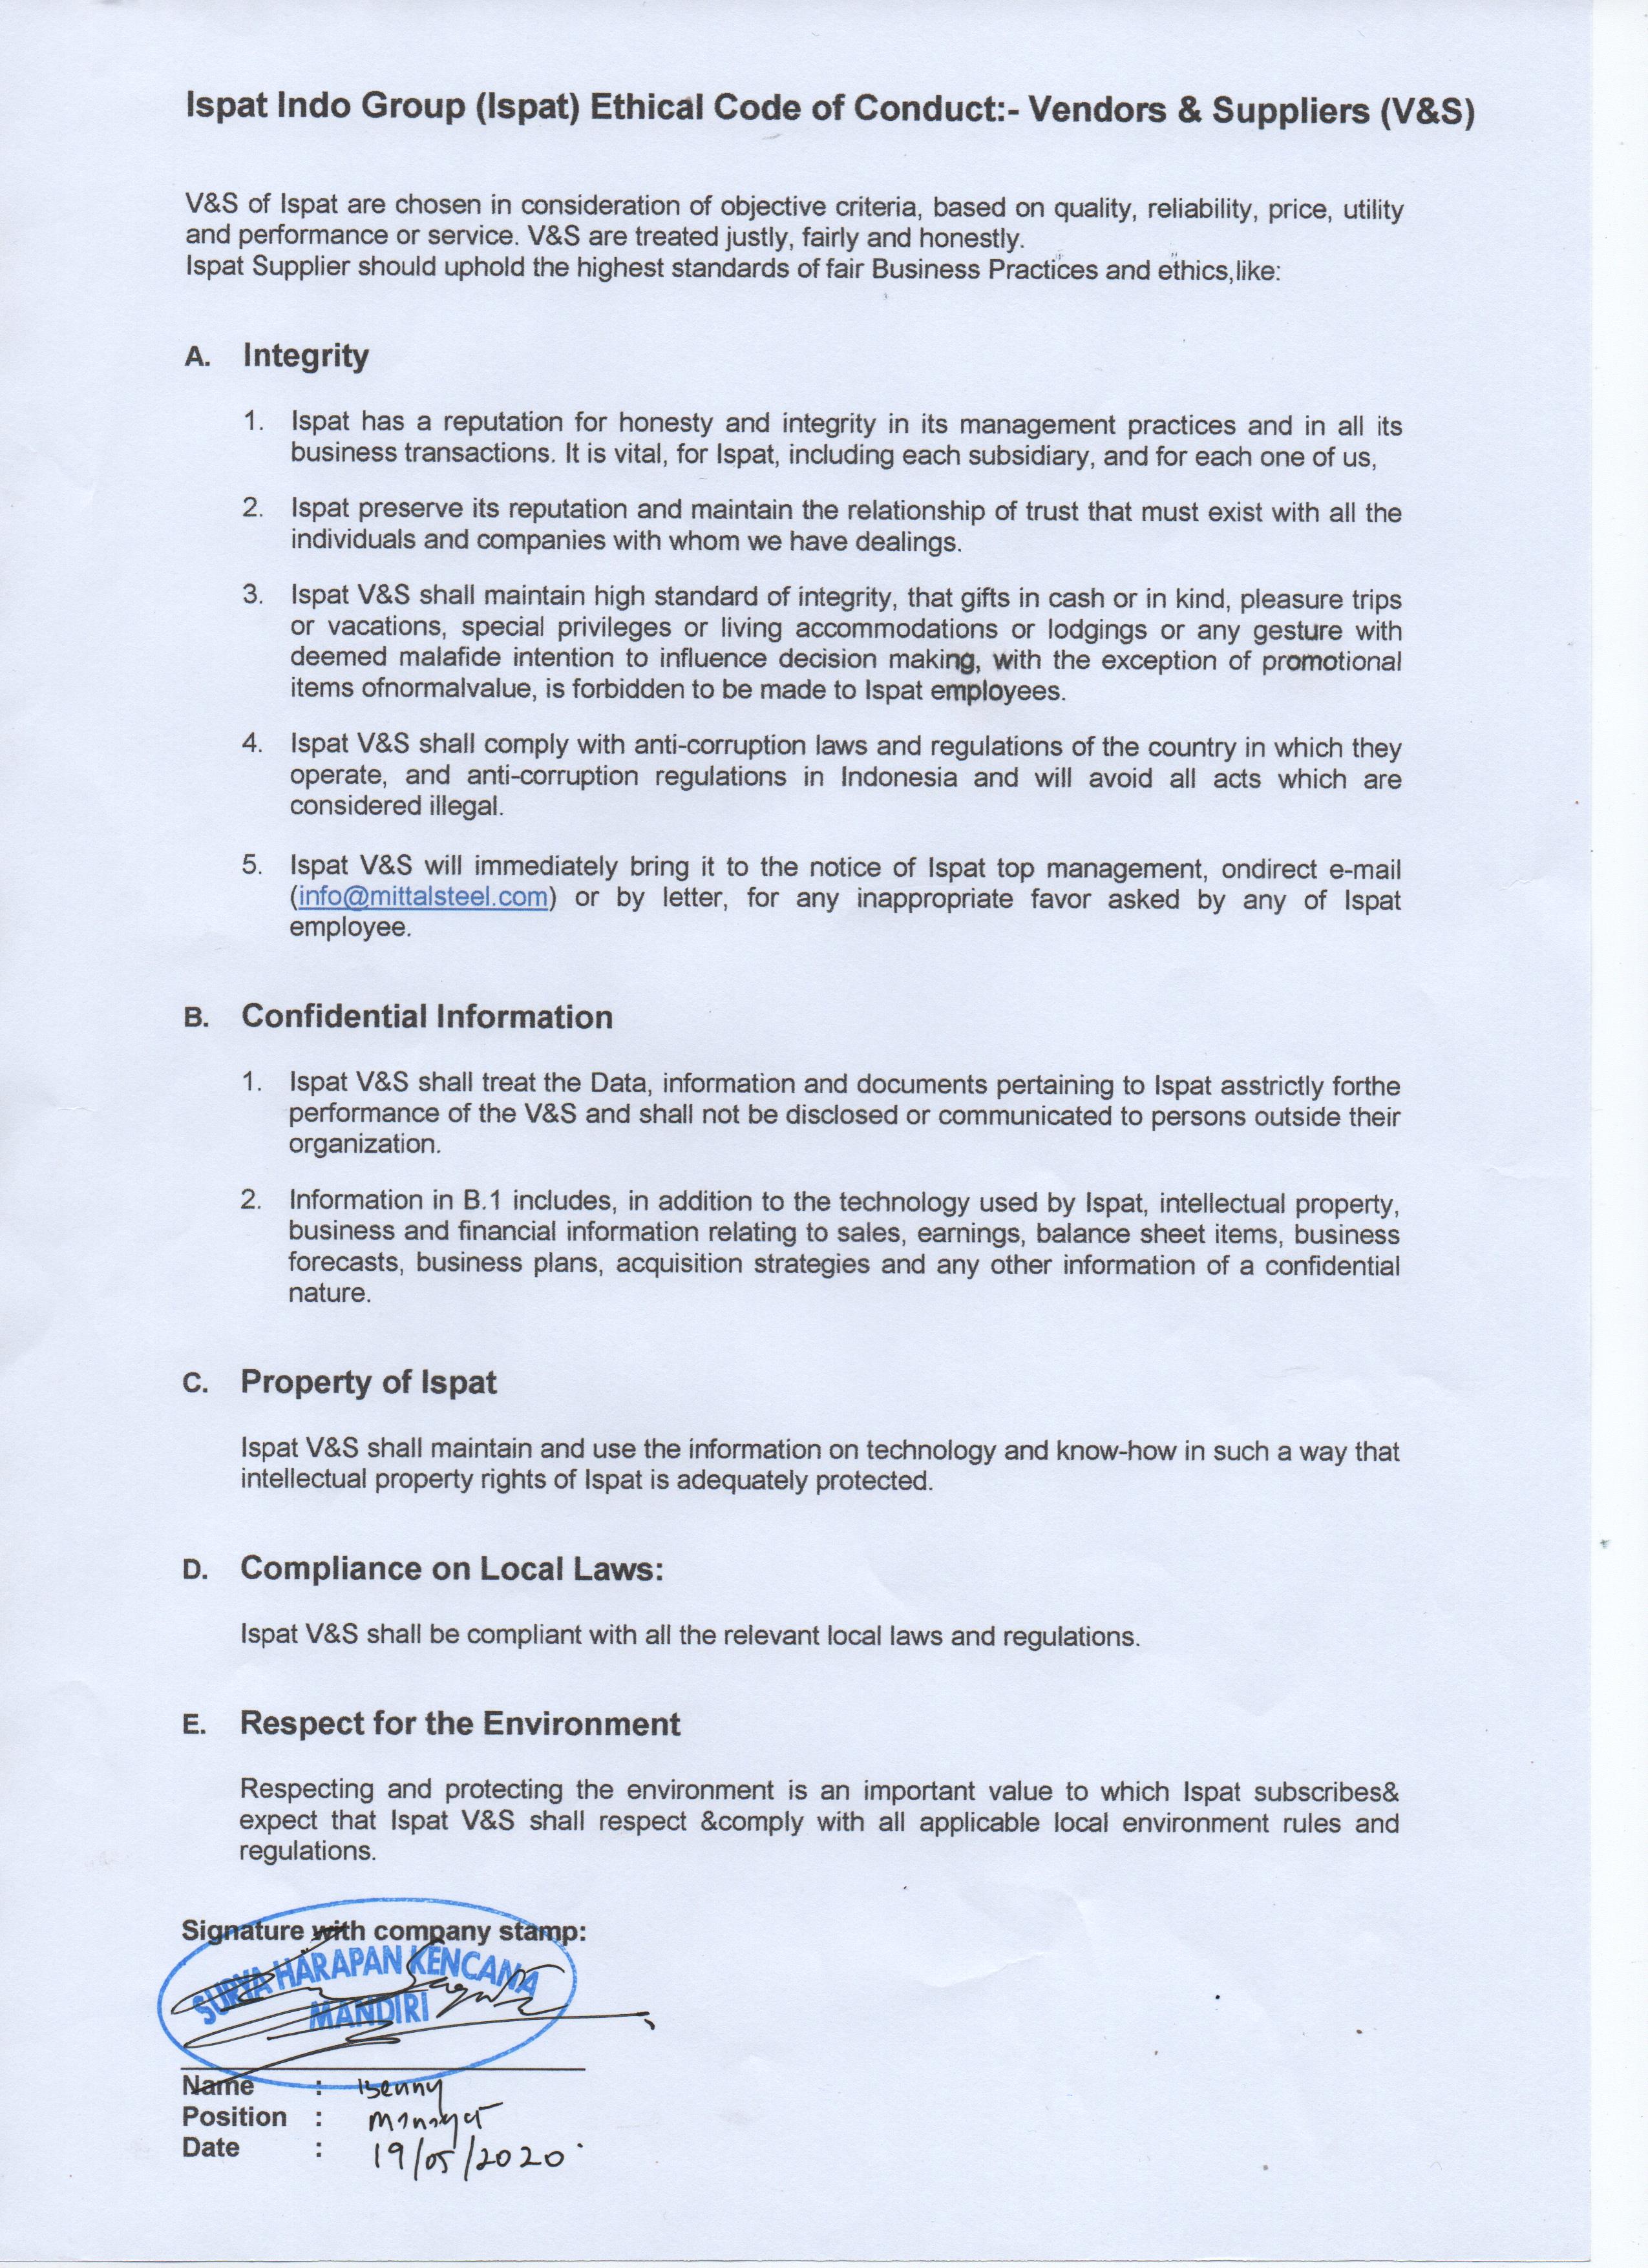 Ispat Indo Group (Ispat) Ethical Code of Conduct:- Vendors & Suppliers (V&S)
V&S of Ispat are chosen in consideration of objective criteria, based on quality, reliability, price, utility
and performance or service. V&S are treated justly, fairly and honestly.
Ispat Supplier should uphold the highest standards of fair Business Practices and ethics,like:
A. Integrity
1. Ispat has a reputation for honesty and integrity in its management practices and in all its
business transactions. It is vital, for Ispat, including each subsidiary, and for each one of us,
2. Ispat preserve its reputation and maintain the relationship of trust that must exist with all the
individuals and companies with whom we have dealings.
3. Ispat V&S shall maintain high standard of integrity, that gifts in cash or in kind, pleasure trips
or vacations, special privileges or living accommodations or lodgings or any gesture with
deemed malafide intention to influence decision making, with the exception of promotional
items ofnormalvalue, is forbidden to be made to Ispat employees.
4. Ispat V&S shall comply with anti-corruption laws and regulations of the country in which they
operate, and anti-corruption regulations in Indonesia and will avoid all acts which are
considered illegal.
5. Ispat V&S will immediately bring it to the notice of Ispat top management, ondirect e-mail
(info@mittalsteel.com) or by letter, for any inappropriate favor asked by any of Ispat
employee.
B. Confidential Information
1. Ispat V&S shall treat the Data, information and documents pertaining to Ispat asstrictly forthe
performance of the V&S and shall not be disclosed or communicated to persons outside their
organization.
2. Information in B.1 includes, in addition to the technology used by Ispat, intellectual property,
business and financial information relating to sales, earnings, balance sheet items, business
forecasts, business plans, acquisition strategies and any other information of a confidential
nature.
C. Property of Ispat
Ispat V&S shall maintain and use the information on technology and know-how in such a way that
intellectual property rights of Ispat is adequately protected.
D. Compliance on Local Laws:
Ispat V&S shall be compliant with all the relevant local laws and regulations.
E. Respect for the Environment
Respecting and protecting the environment is an important value to which Ispat subscribes&
expect that Ispat V&S shall respect &comply with all applicable local environment rules and
regulations.
Signature with company stamp:
SURYA HARAPAN KENCANA
MANDIRI
Name : Benny
Position : Manager
Date : 19/05/2020